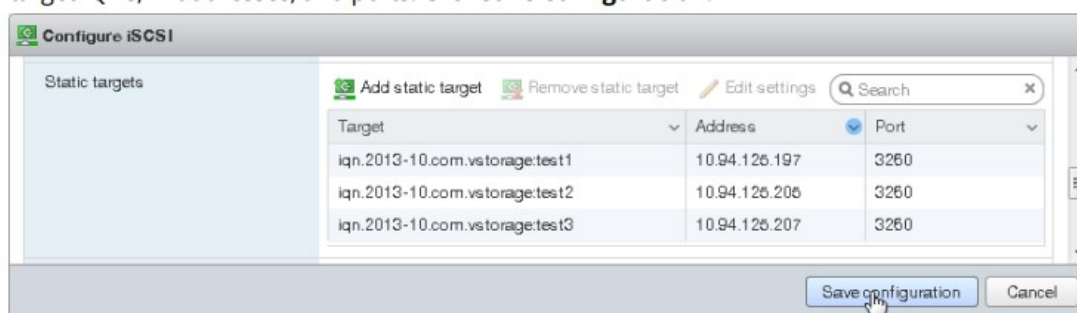 Configure iSCSI
Static targets
Add static target Remove static target Edit settings Search
Target Address Port
iqn.2013-10.com.vstorage:test1 10.94.125.197 3260
iqn.2013-10.com.vstorage:test2 10.94.125.205 3260
iqn.2013-10.com.vstorage:test3 10.94.125.207 3260
Save configuration Cancel